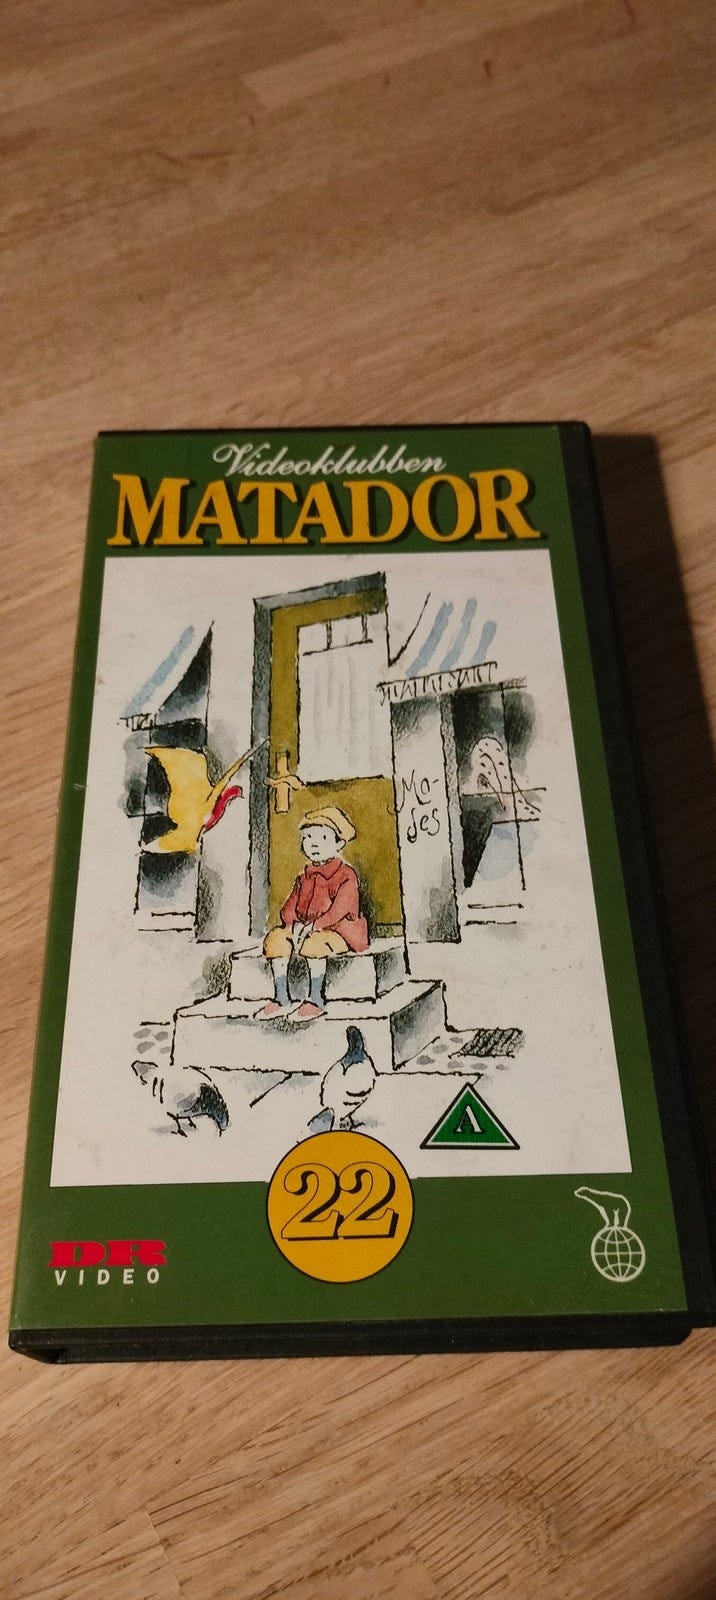 Videoklubben
MATADOR
Mo-
des
A
22
DR
VIDEO